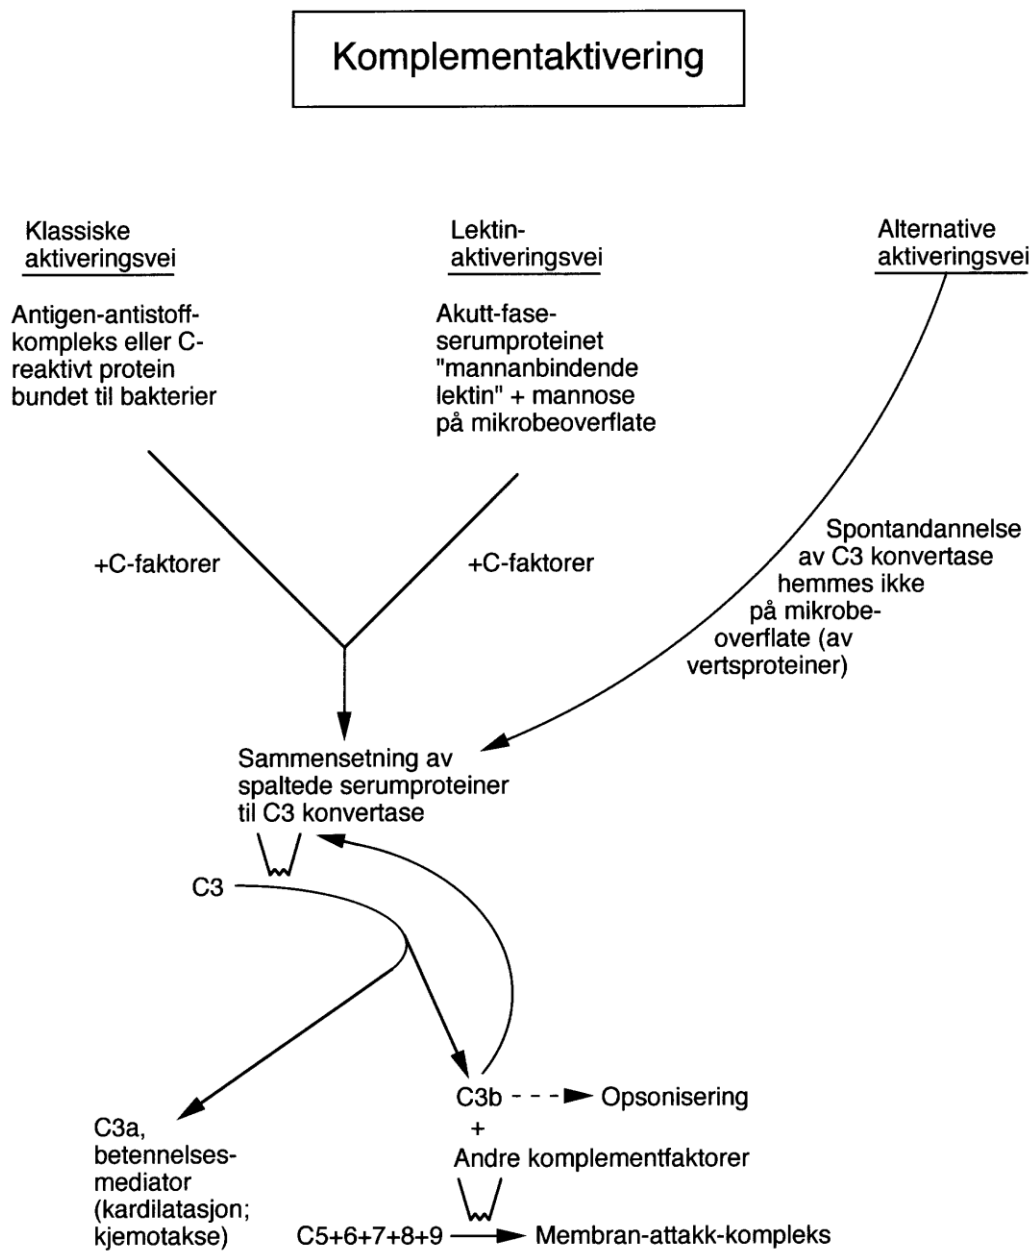 Komplementaktivering
Klassiske
aktiveringsvei
Antigen-antistoff-
kompleks eller C-
reaktivt protein
bundet til bakterier
Lektin-
aktiveringsvei
Akutt-fase-
serumproteinet
"mannanbindende
lektin" + mannose
på mikrobeoverflate
Alternative
aktiveringsvei
+C-faktorer
+C-faktorer
Spontandannelse
av C3 konvertase
hemmes ikke
på mikrobe-
overflate (av
vertsproteiner)
Sammensetning av
spaltede serumproteiner
til C3 konvertase
C3
C3a,
betennelses-
mediator
(kardilatasjon;
kjemotakse)
C3b
Opsonisering
+
Andre komplementfaktorer
C5+6+7+8+9
Membran-attakk-kompleks